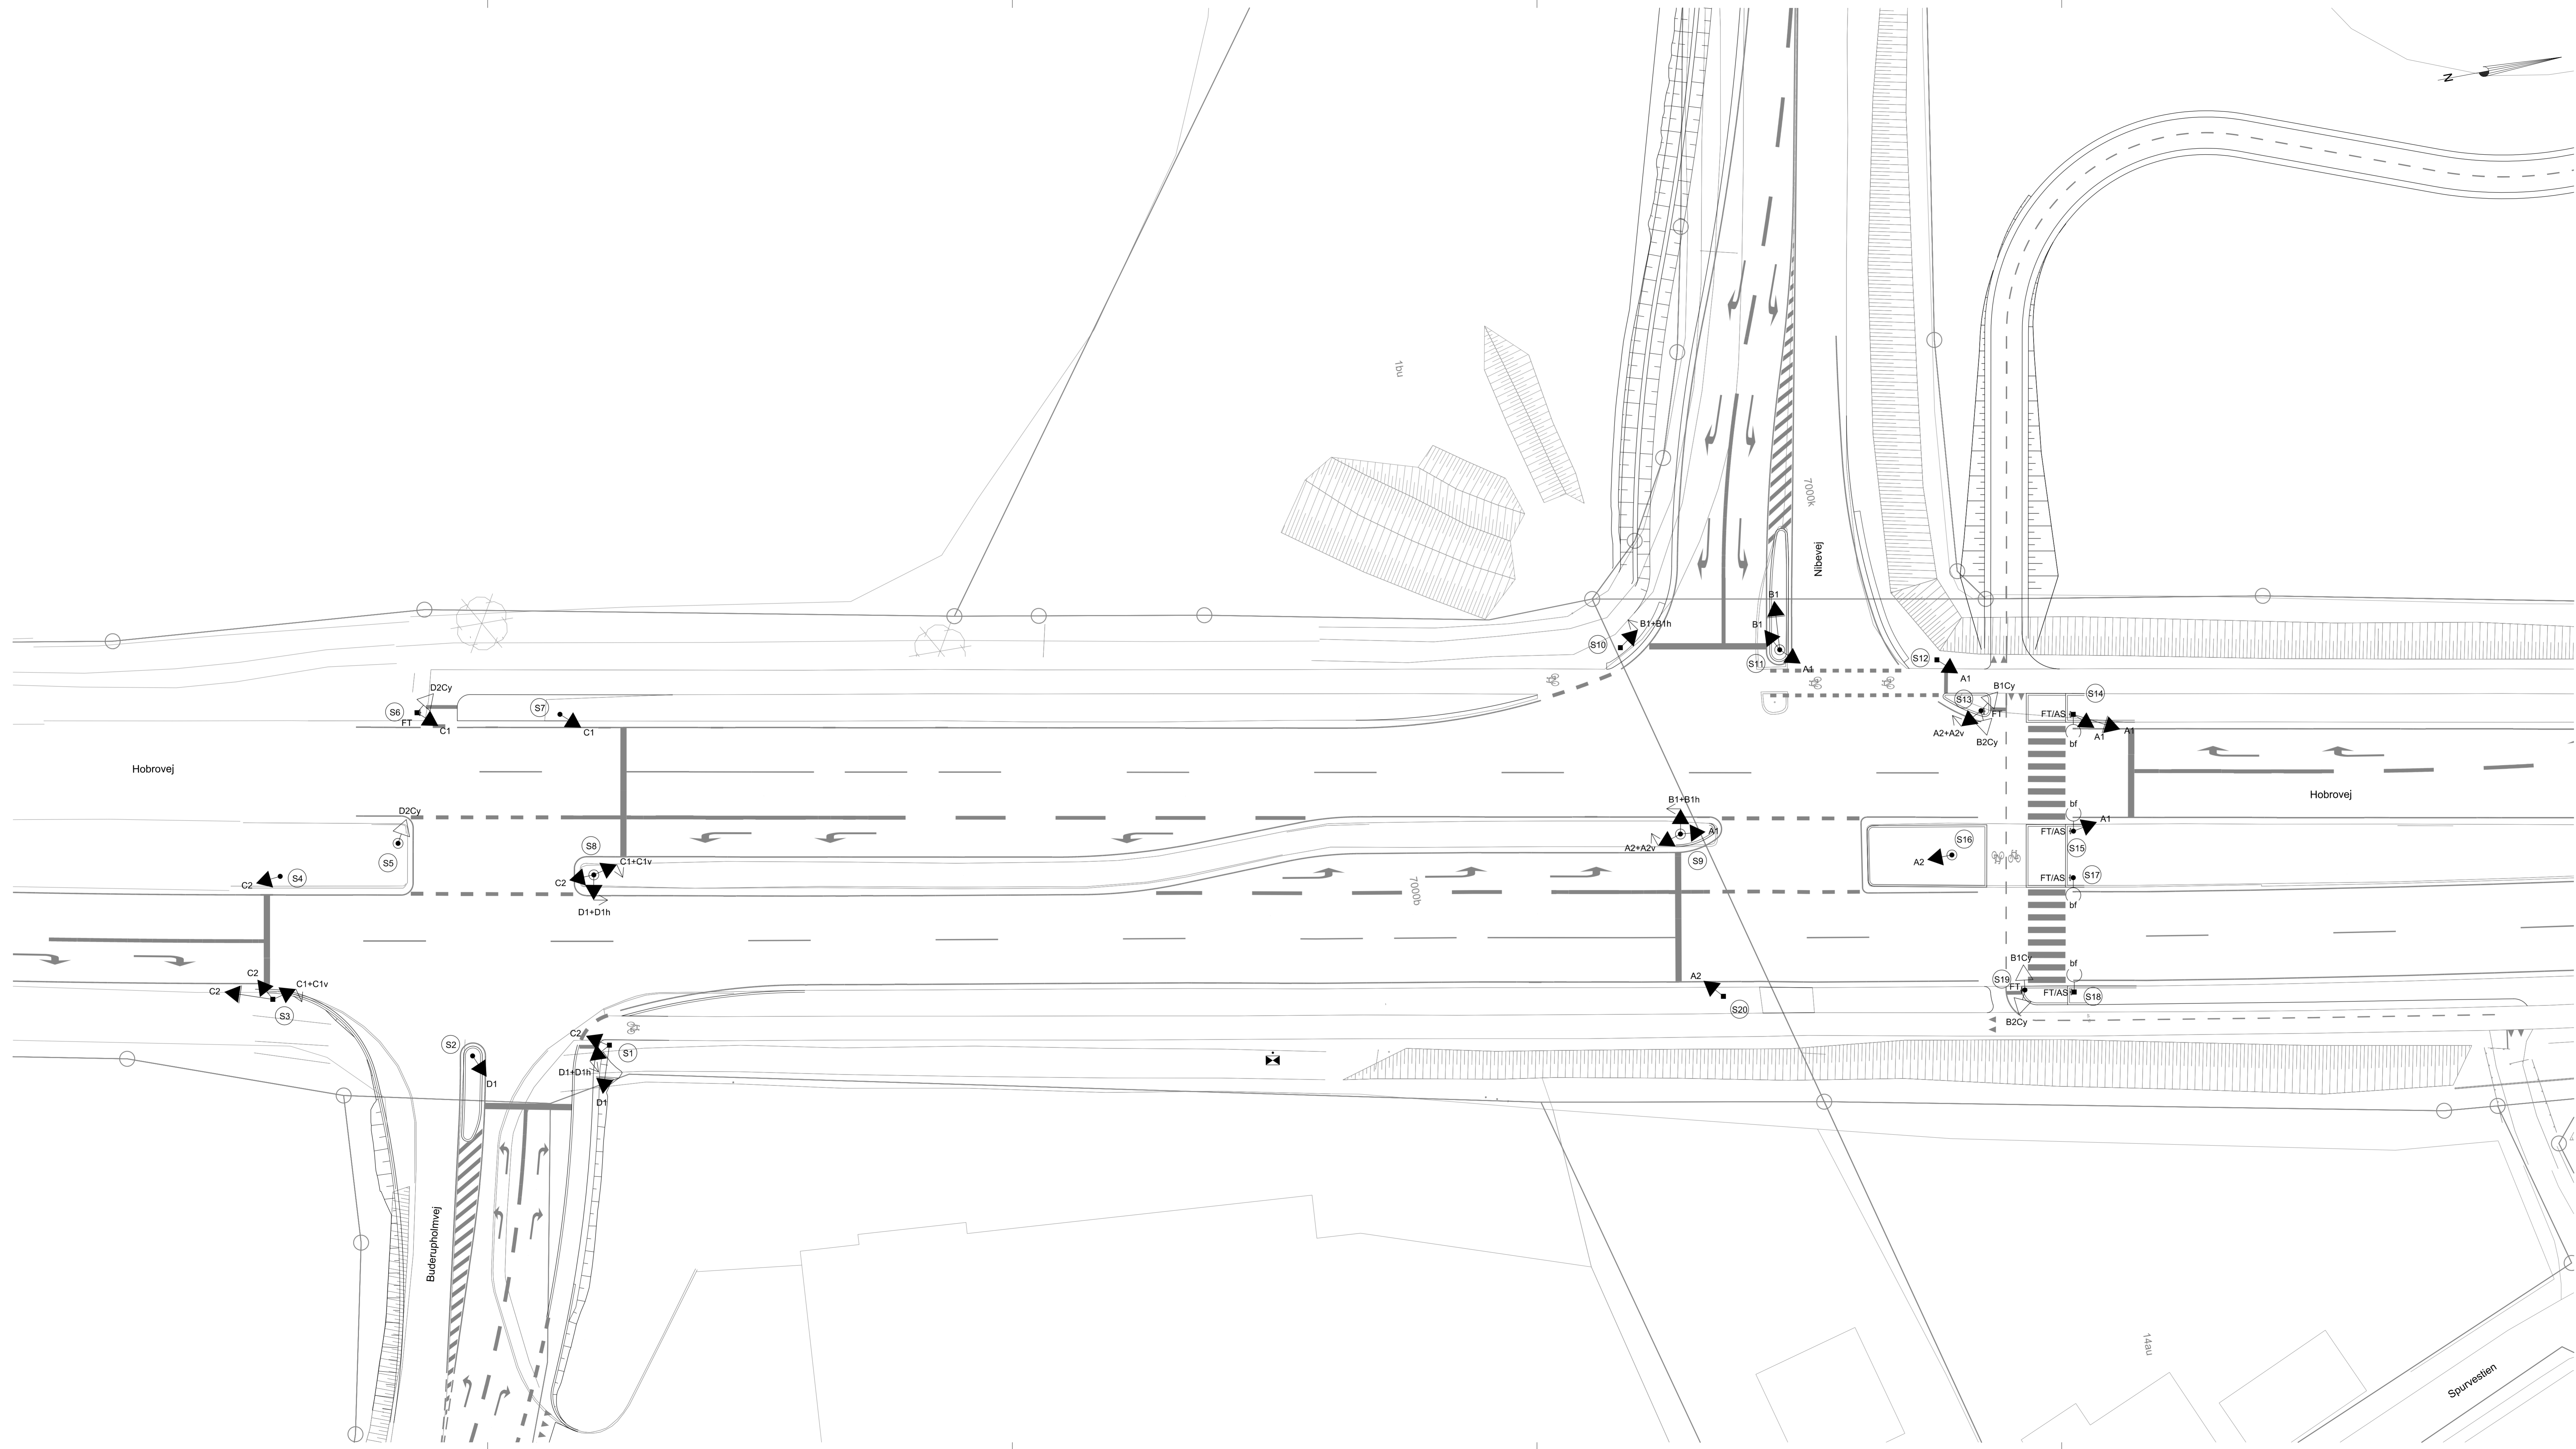 N
1bu
7000k
Nibevej
B1
B1+B1h
S10
B1
S11
A1
S12
A1
D2Cy
S6
FT
C1
S7
C1
S13
B1Cy
FT
A2+A2v
B2Cy
S14
FT/AS
A1
A1
bf
Hobrovej
Hobrovej
D2Cy
S5
S8
C1+C1v
C2
D1+D1h
B1+B1h
A1
A2+A2v
S9
bf
A1
FT/AS
S15
S16
A2
S17
FT/AS
bf
C2
S4
7000b
C2
C2
C1+C1v
S3
A2
S20
B1Cy
S19
FT
B2Cy
bf
FT/AS
S18
S2
D1
C2
S1
D1+D1h
D1
Buderupholmvej
14au
Spurvestien